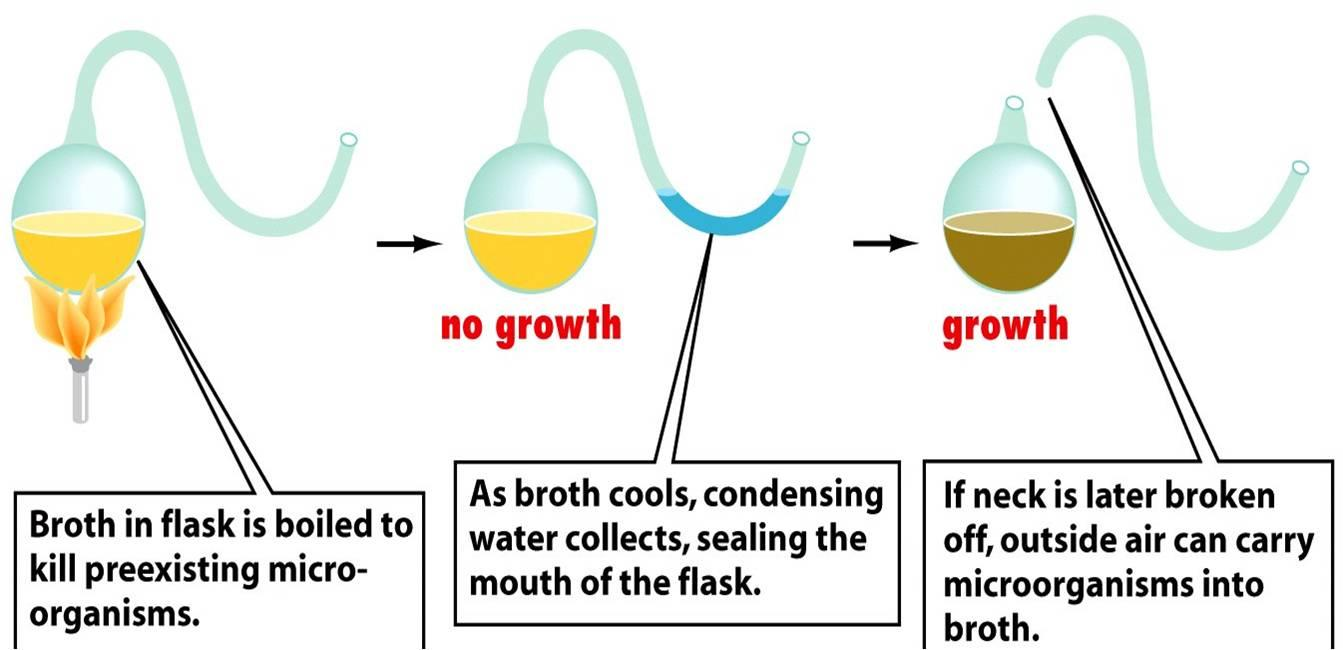 no growth
growth
Broth in flask is boiled to
kill preexisting micro-
organisms.
As broth cools, condensing
water collects, sealing the
mouth of the flask.
If neck is later broken
off, outside air can carry
microorganisms into
broth.